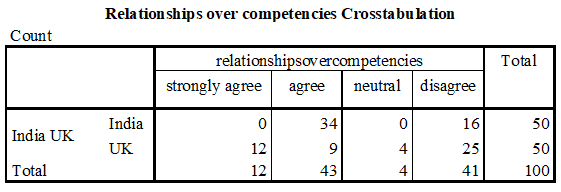 Relationships over competencies Crosstabulation
Count
relationshipsovercompetencies Total
strongly agree agree neutral disagree
India UK India 0 34 0 16 50
UK 12 9 4 25 50
Total 12 43 4 41 100